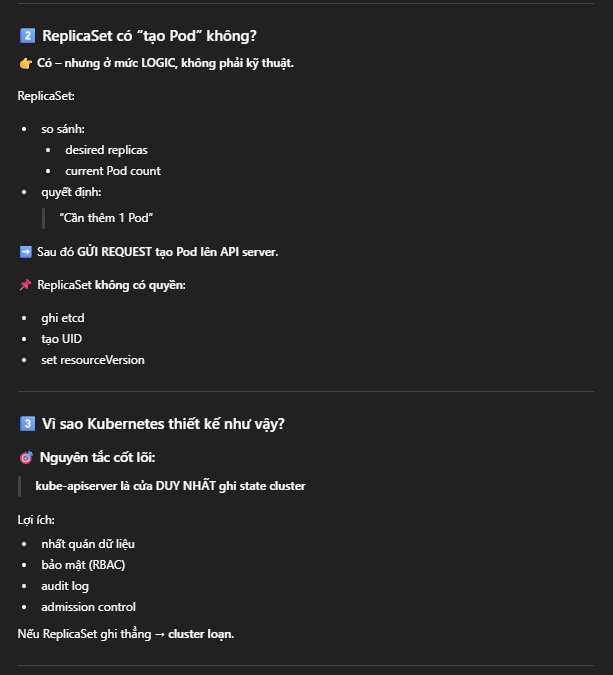 2️⃣ ReplicaSet có “tạo Pod” không?
👉 Có – nhưng ở mức LOGIC, không phải kỹ thuật.
ReplicaSet:
• so sánh:
• desired replicas
• current Pod count
• quyết định:
“Cần thêm 1 Pod”
➡️ Sau đó GỬI REQUEST tạo Pod lên API server.
📌 ReplicaSet không có quyền:
• ghi etcd
• tạo UID
• set resourceVersion
3️⃣ Vì sao Kubernetes thiết kế như vậy?
🎯 Nguyên tắc cốt lõi:
kube-apiserver là cửa DUY NHẤT ghi state cluster
Lợi ích:
• nhất quán dữ liệu
• bảo mật (RBAC)
• audit log
• admission control
Nếu ReplicaSet ghi thẳng → cluster loạn.